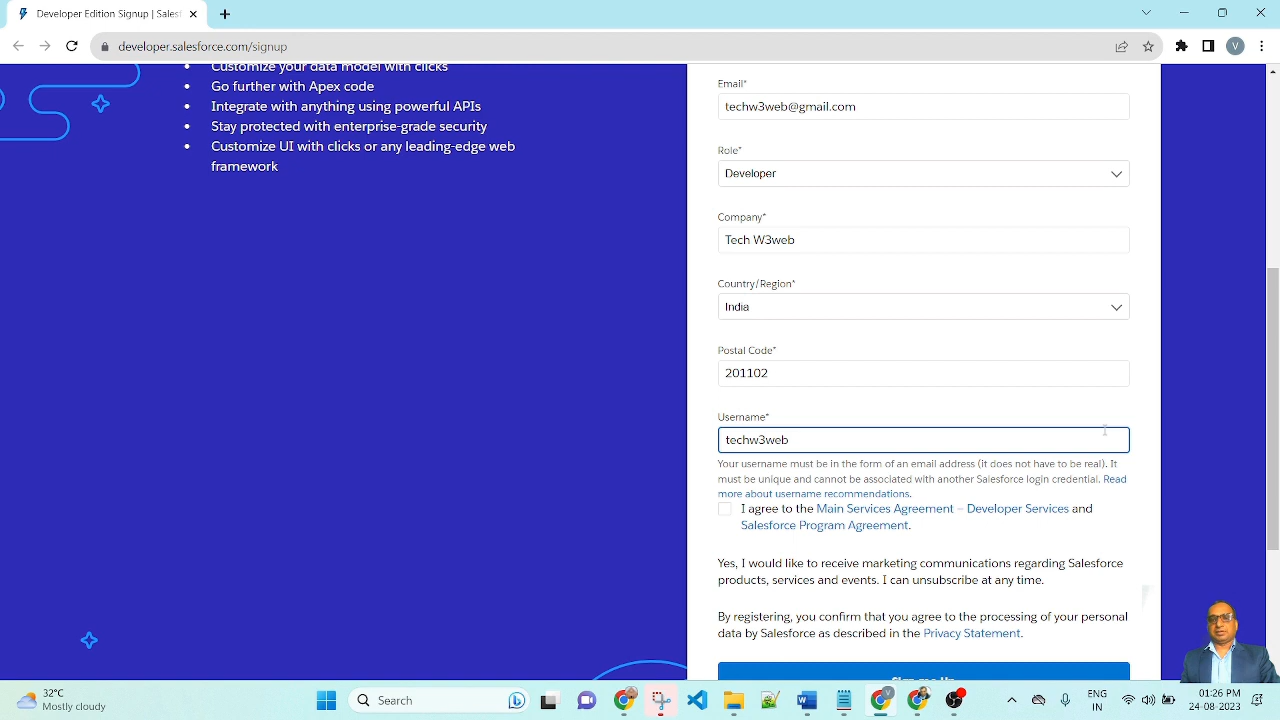 Developer Edition Signup | Sales
developer.salesforce.com/signup
V
Customize your data model with clicks
Go further with Apex code
Integrate with anything using powerful APIs
Stay protected with enterprise-grade security
Customize UI with clicks or any leading-edge web
framework
Email*
techw3web@gmail.com
Role*
Developer
Company*
Tech W3web
Country/Region*
India
Postal Code*
201102
Username*
techw3web
Your username must be in the form of an email address (it does not have to be real). It
must be unique and cannot be associated with another Salesforce login credential. Read
more about username recommendations.
I agree to the Main Services Agreement – Developer Services and
Salesforce Program Agreement.
Yes, I would like to receive marketing communications regarding Salesforce
products, services and events. I can unsubscribe at any time.
By registering, you confirm that you agree to the processing of your personal
data by Salesforce as described in the Privacy Statement.
32°C
Mostly cloudy
Search
ENG
IN
01:26 PM
24-08-2023